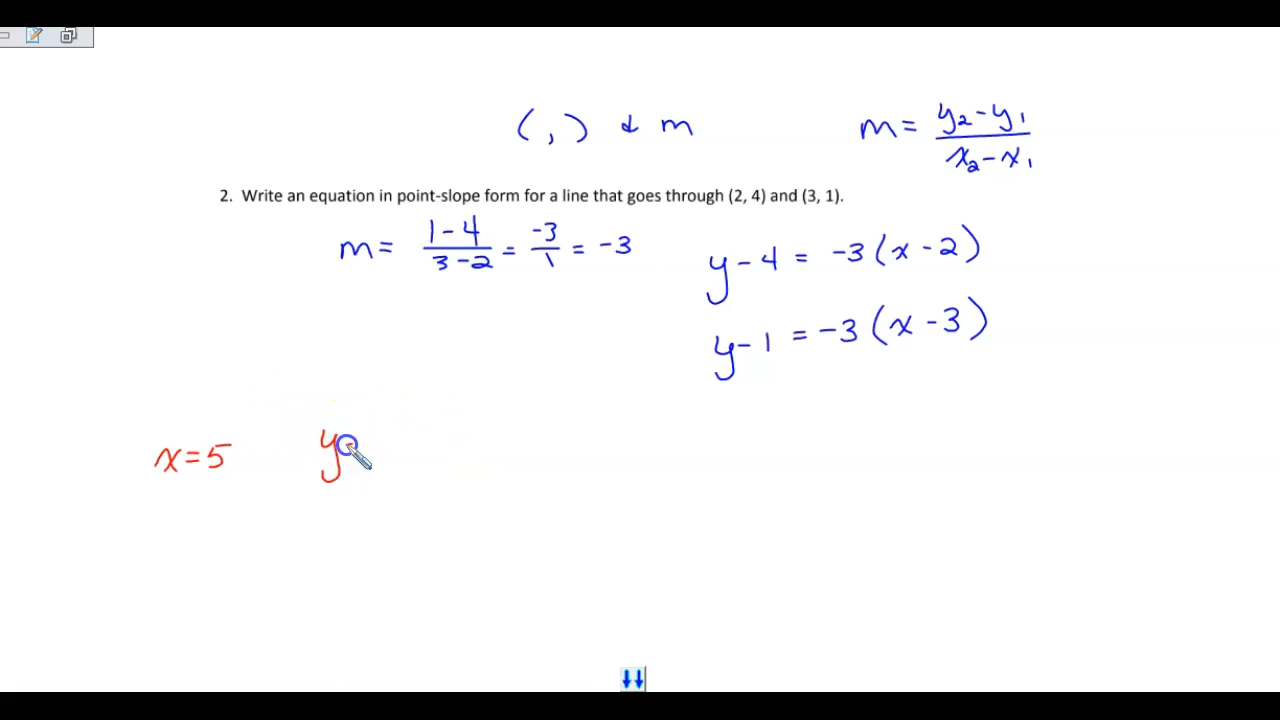 ( , ) & m m = y₂ - y₁ / x₂ - x₁
2. Write an equation in point-slope form for a line that goes through (2, 4) and (3, 1).
m = 1 - 4 / 3 - 2 = -3 / 1 = -3 y - 4 = -3 (x - 2)
y - 1 = -3 (x - 3)
x = 5 y